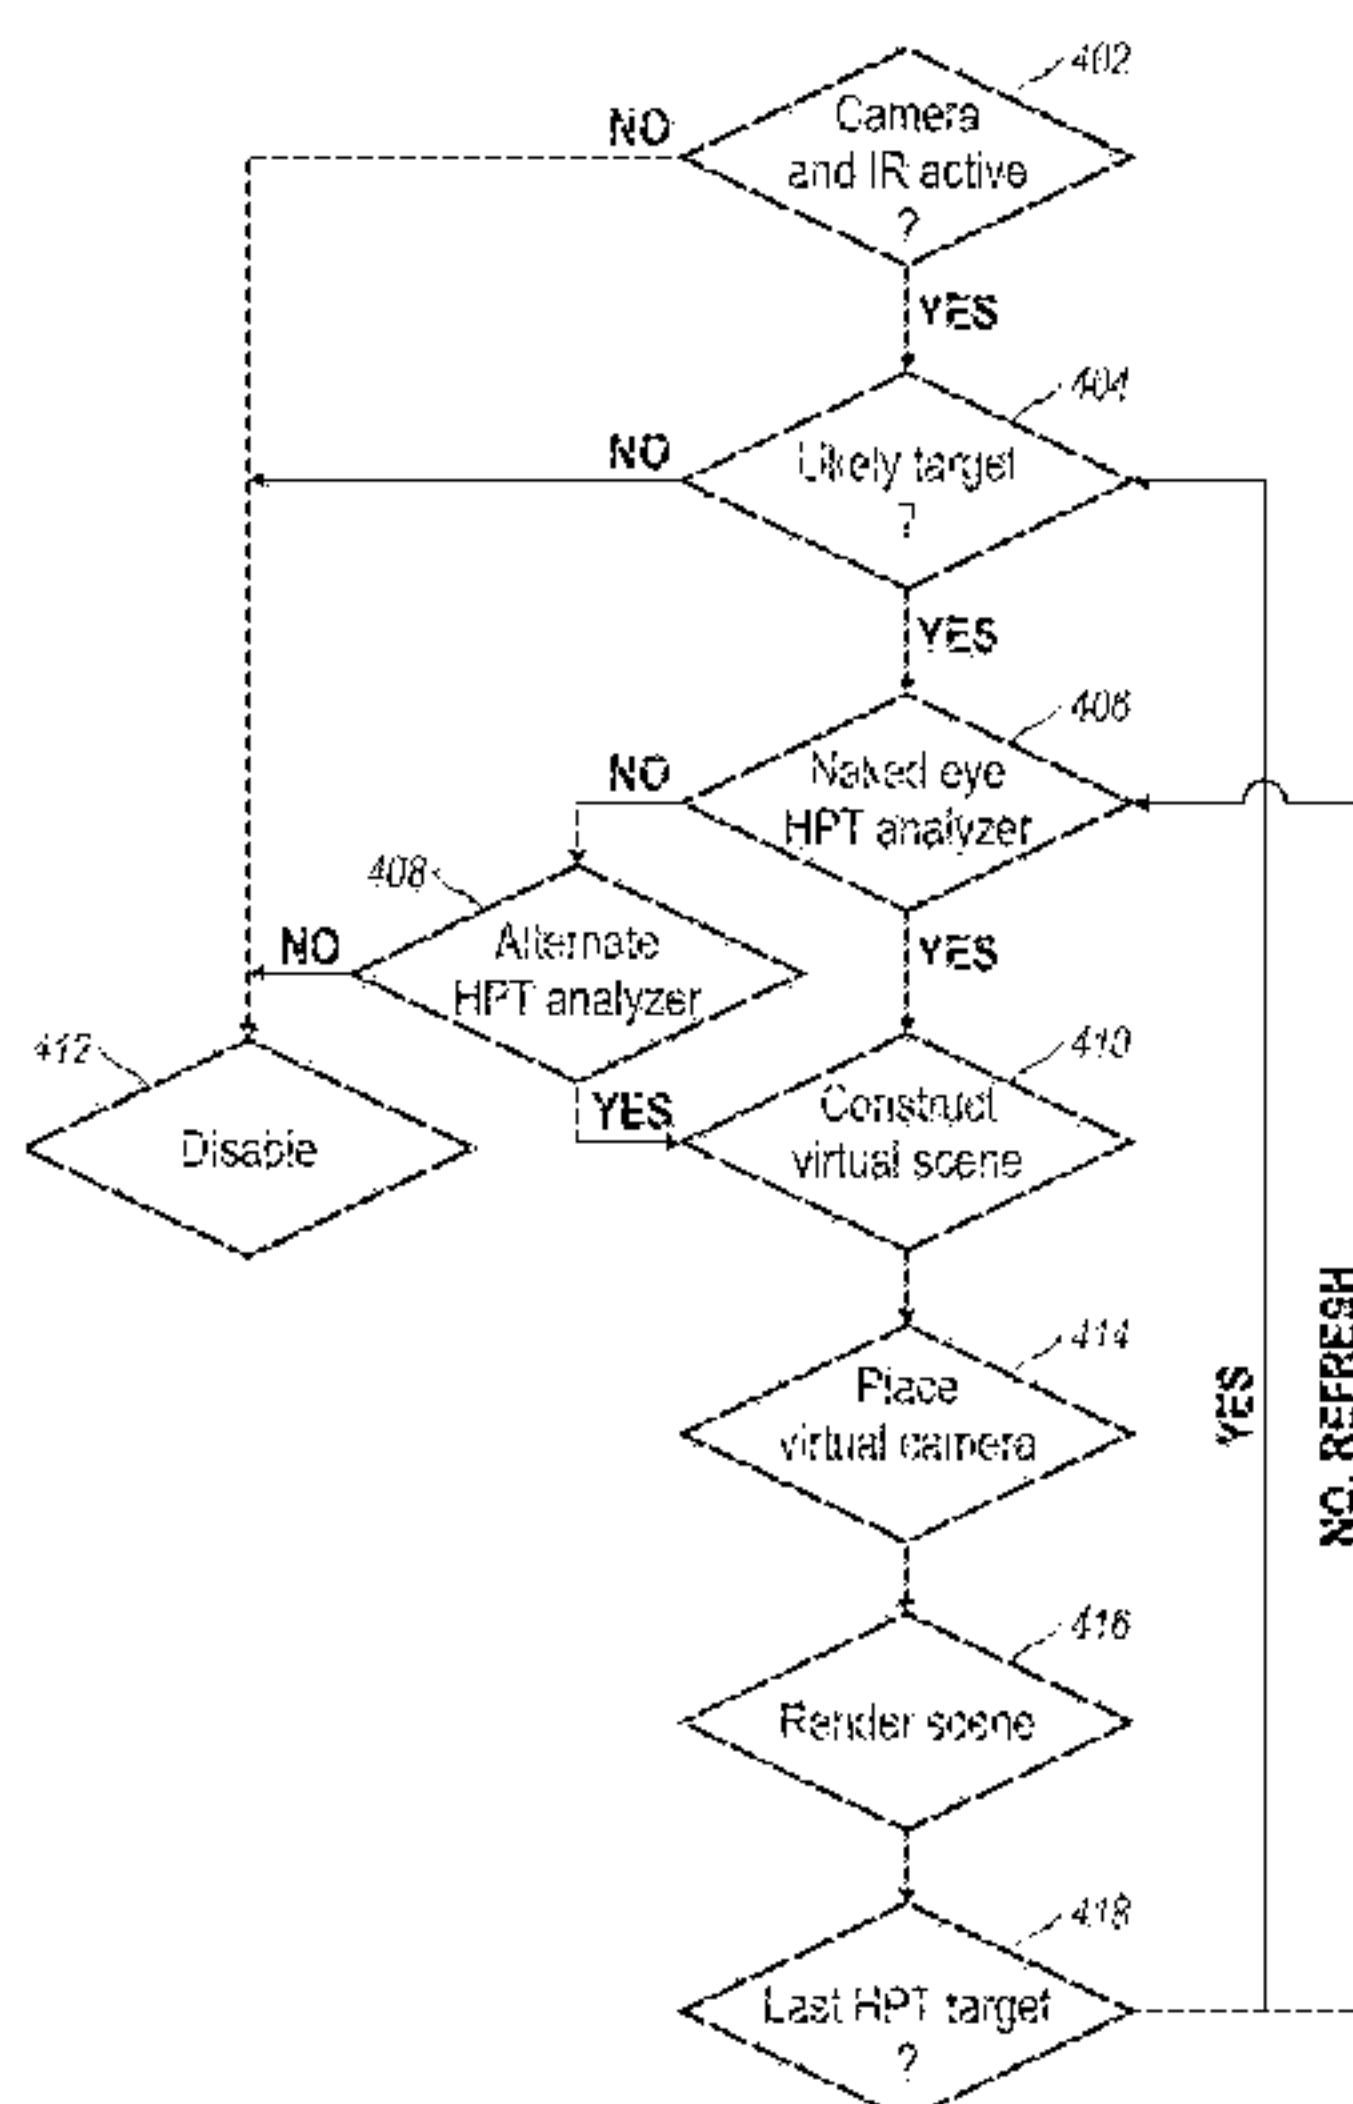 402
Camera
and IR active
?
NO
YES
404
Likely target
?
NO
YES
406
Naked eye
HPT analyzer
NO
YES
408
Alternate
HPT analyzer
NO
YES
410
Construct
virtual scene
412
Disable
414
Place
virtual camera
YES
NO, REFRESH
416
Render scene
418
Last HPT target
?